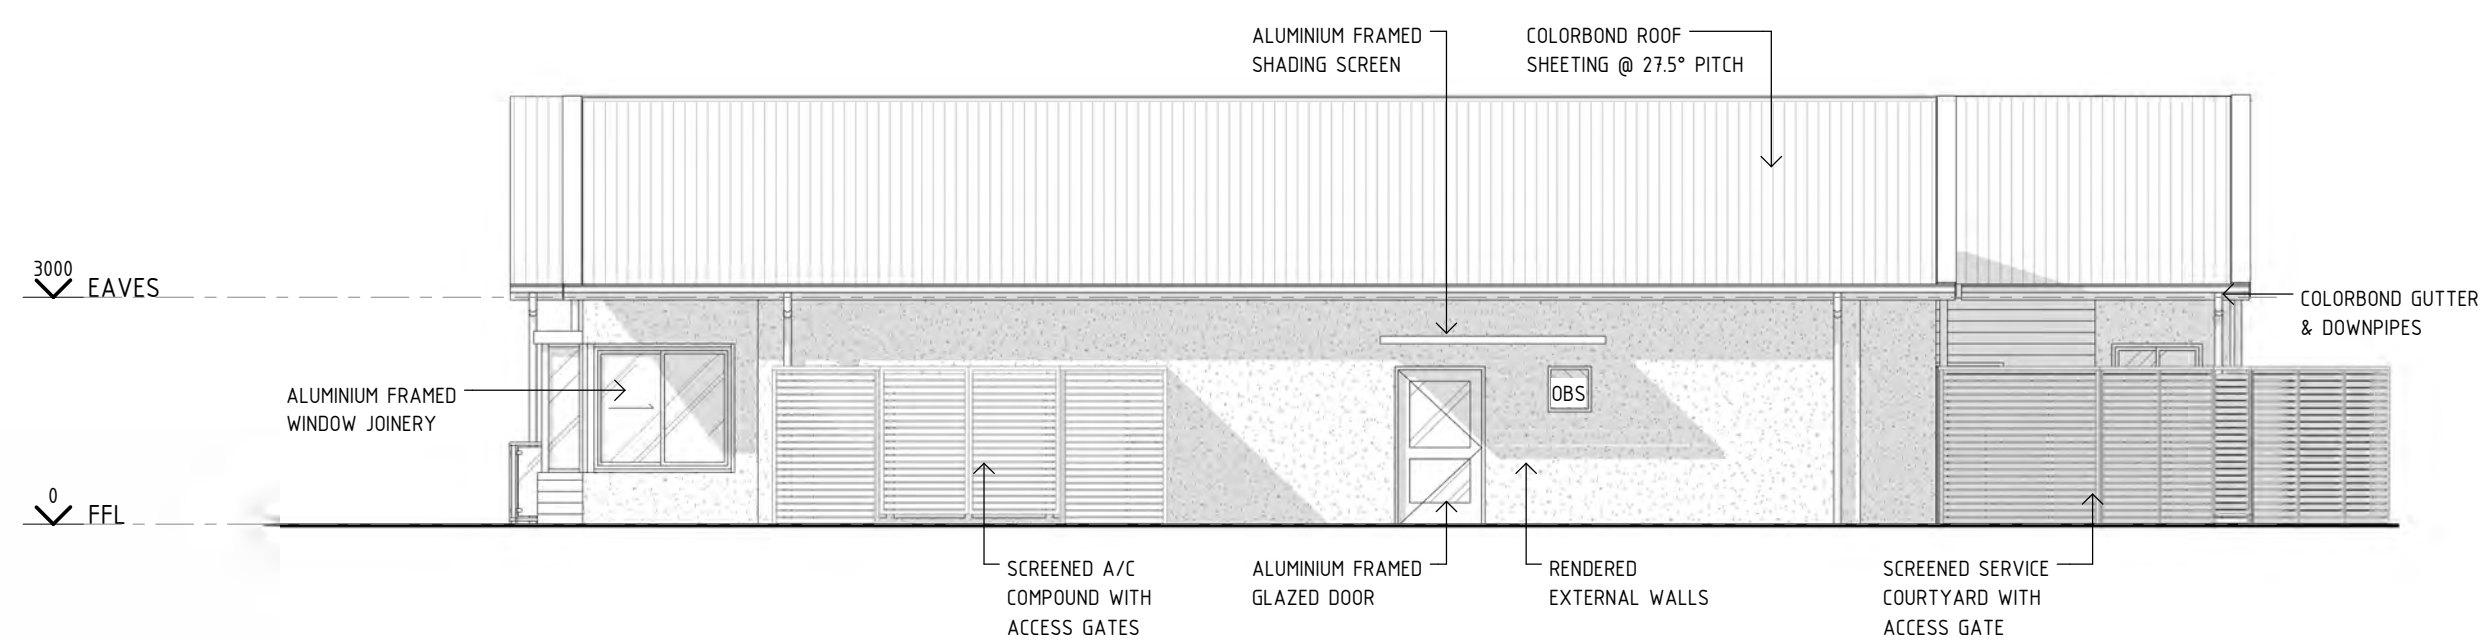 ALUMINIUM FRAMED
SHADING SCREEN
COLORBOND ROOF
SHEETING @ 27.5° PITCH
3000
EAVES
COLORBOND GUTTER
& DOWNPIPES
ALUMINIUM FRAMED
WINDOW JOINERY
OBS
0
FFL
SCREENED A/C
COMPOUND WITH
ACCESS GATES
ALUMINIUM FRAMED
GLAZED DOOR
RENDERED
EXTERNAL WALLS
SCREENED SERVICE
COURTYARD WITH
ACCESS GATE